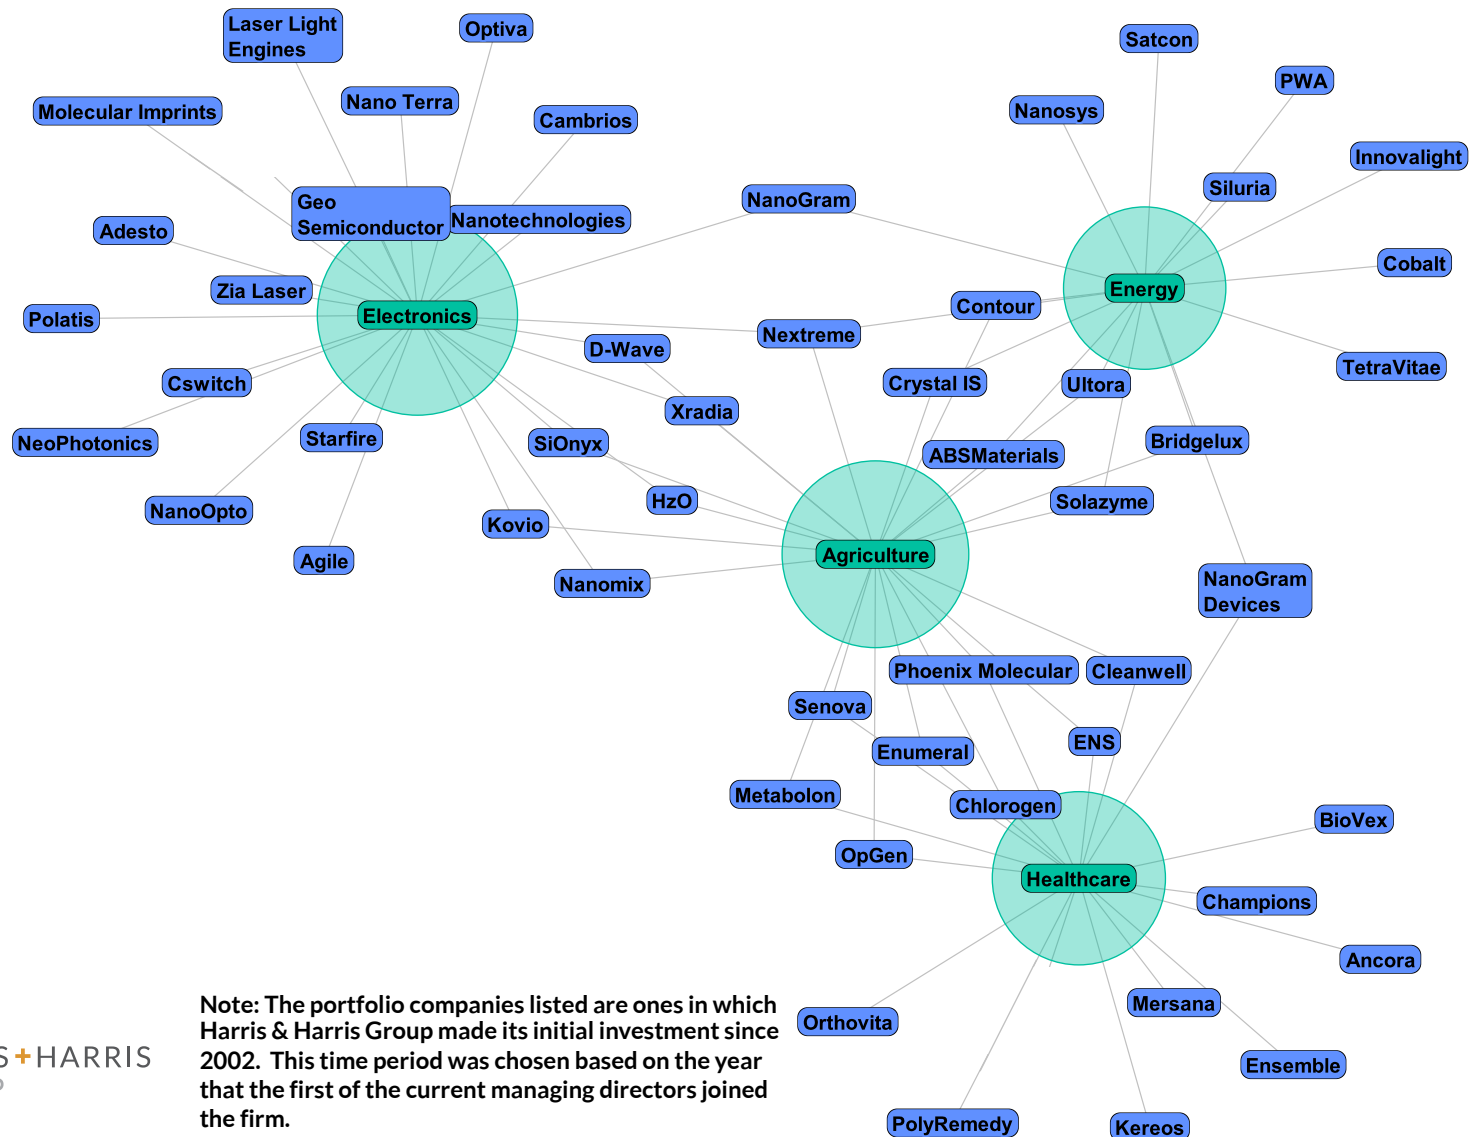 Laser Light
Engines
Optiva
Satcon
PWA
Molecular Imprints
Nano Terra
Cambrios
Nanosys
Innovalight
Geo
Semiconductor
Nanotechnologies
NanoGram
Siluria
Adesto
Zia Laser
Polatis
Electronics
Contour
Energy
Cobalt
D-Wave
Nextreme
Cswitch
Crystal IS
Ultora
TetraVitae
Xradia
NeoPhotonics
Starfire
SiOnyx
ABSMaterials
Bridgelux
NanoOpto
Kovio
HzO
Solazyme
Agile
Nanomix
Agriculture
NanoGram
Devices
Phoenix Molecular
Cleanwell
Senova
Enumeral
ENS
Metabolon
Chlorogen
BioVex
OpGen
Healthcare
Champions
Ancora
Orthovita
Mersana
Ensemble
PolyRemedy
Kereos
S+HARRIS
Note: The portfolio companies listed are ones in which
Harris & Harris Group made its initial investment since
2002. This time period was chosen based on the year
that the first of the current managing directors joined
the firm.